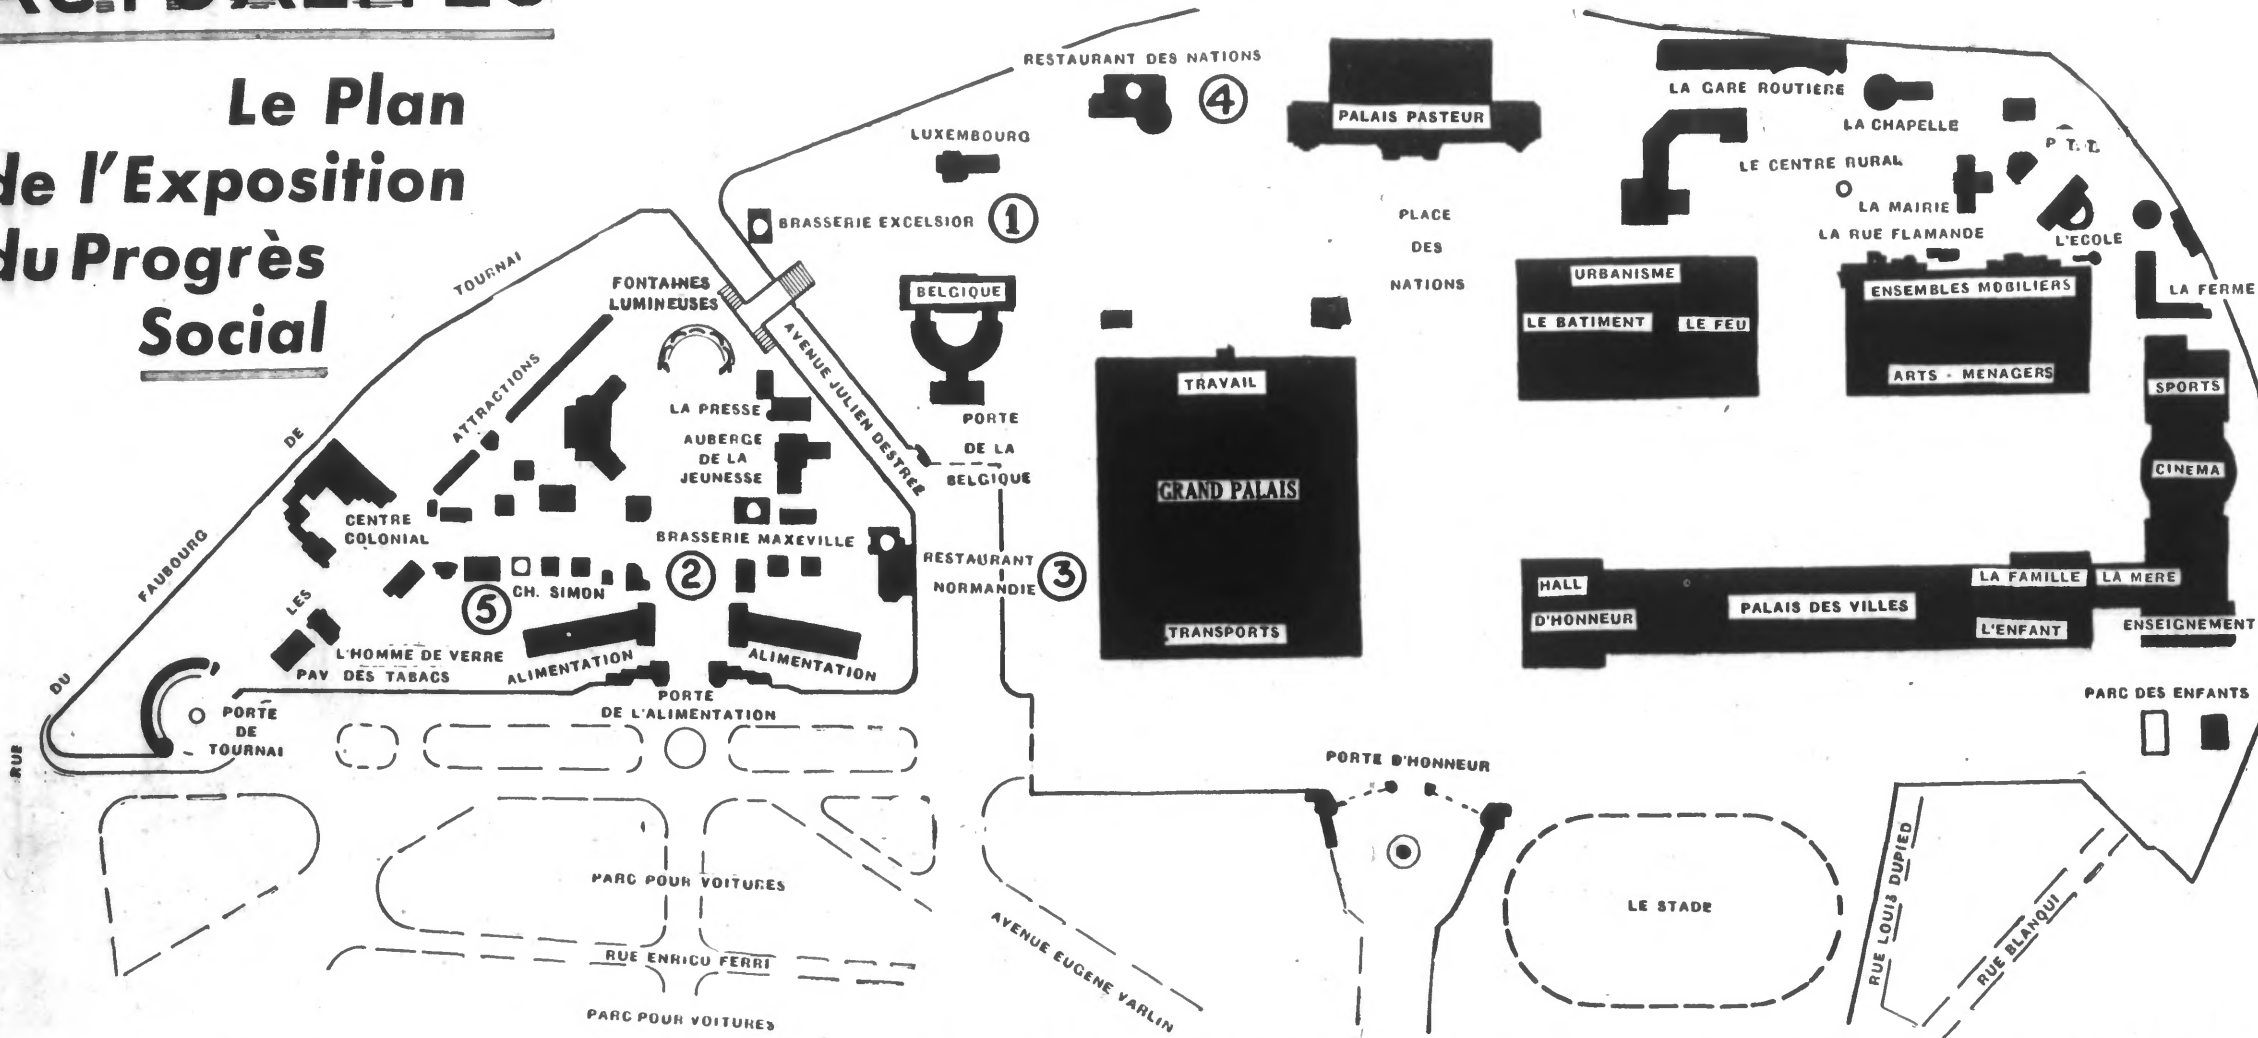 Le Plan
de l'Exposition
du Progrès
Social
RESTAURANT DES NATIONS
4
PALAIS PASTEUR
LA GARE ROUTIERE
LA CHAPELLE
P.T.T.
LE CENTRE RURAL
LA MAIRIE
LA RUE FLAMANDE
L'ECOLE
LA FERME
LUXEMBOURG
BRASSERIE EXCELSIOR
1
PLACE
DES
NATIONS
BELGIQUE
URBANISME
LE BATIMENT
LE FEU
ENSEMBLES MOBILIERS
ARTS - MENAGERS
SPORTS
CINEMA
FONTAINES
LUMINEUSES
AVENUE JULIEN DESTRÉE
RUE DU FAUBOURG DE TOURNAI
LES ATTRACTIONS
LA PRESSE
AUBERGE
DE LA
JEUNESSE
PORTE
DE LA
BELGIQUE
TRAVAIL
GRAND PALAIS
TRANSPORTS
CENTRE
COLONIAL
BRASSERIE MAXEVILLE
2
RESTAURANT
NORMANDIE
3
CH. SIMON
5
L'HOMME DE VERRE
PAV DES TABACS
ALIMENTATION
ALIMENTATION
PORTE
DE L'ALIMENTATION
PORTE
DE
TOURNAI
HALL
D'HONNEUR
PALAIS DES VILLES
LA FAMILLE
LA MERE
L'ENFANT
ENSEIGNEMENT
PARC DES ENFANTS
PORTE D'HONNEUR
PARC POUR VOITURES
RUE ENRICO FERRI
PARC POUR VOITURES
AVENUE EUGENE VARLIN
LE STADE
RUE LOUIS DUPIED
RUE BLANQUI